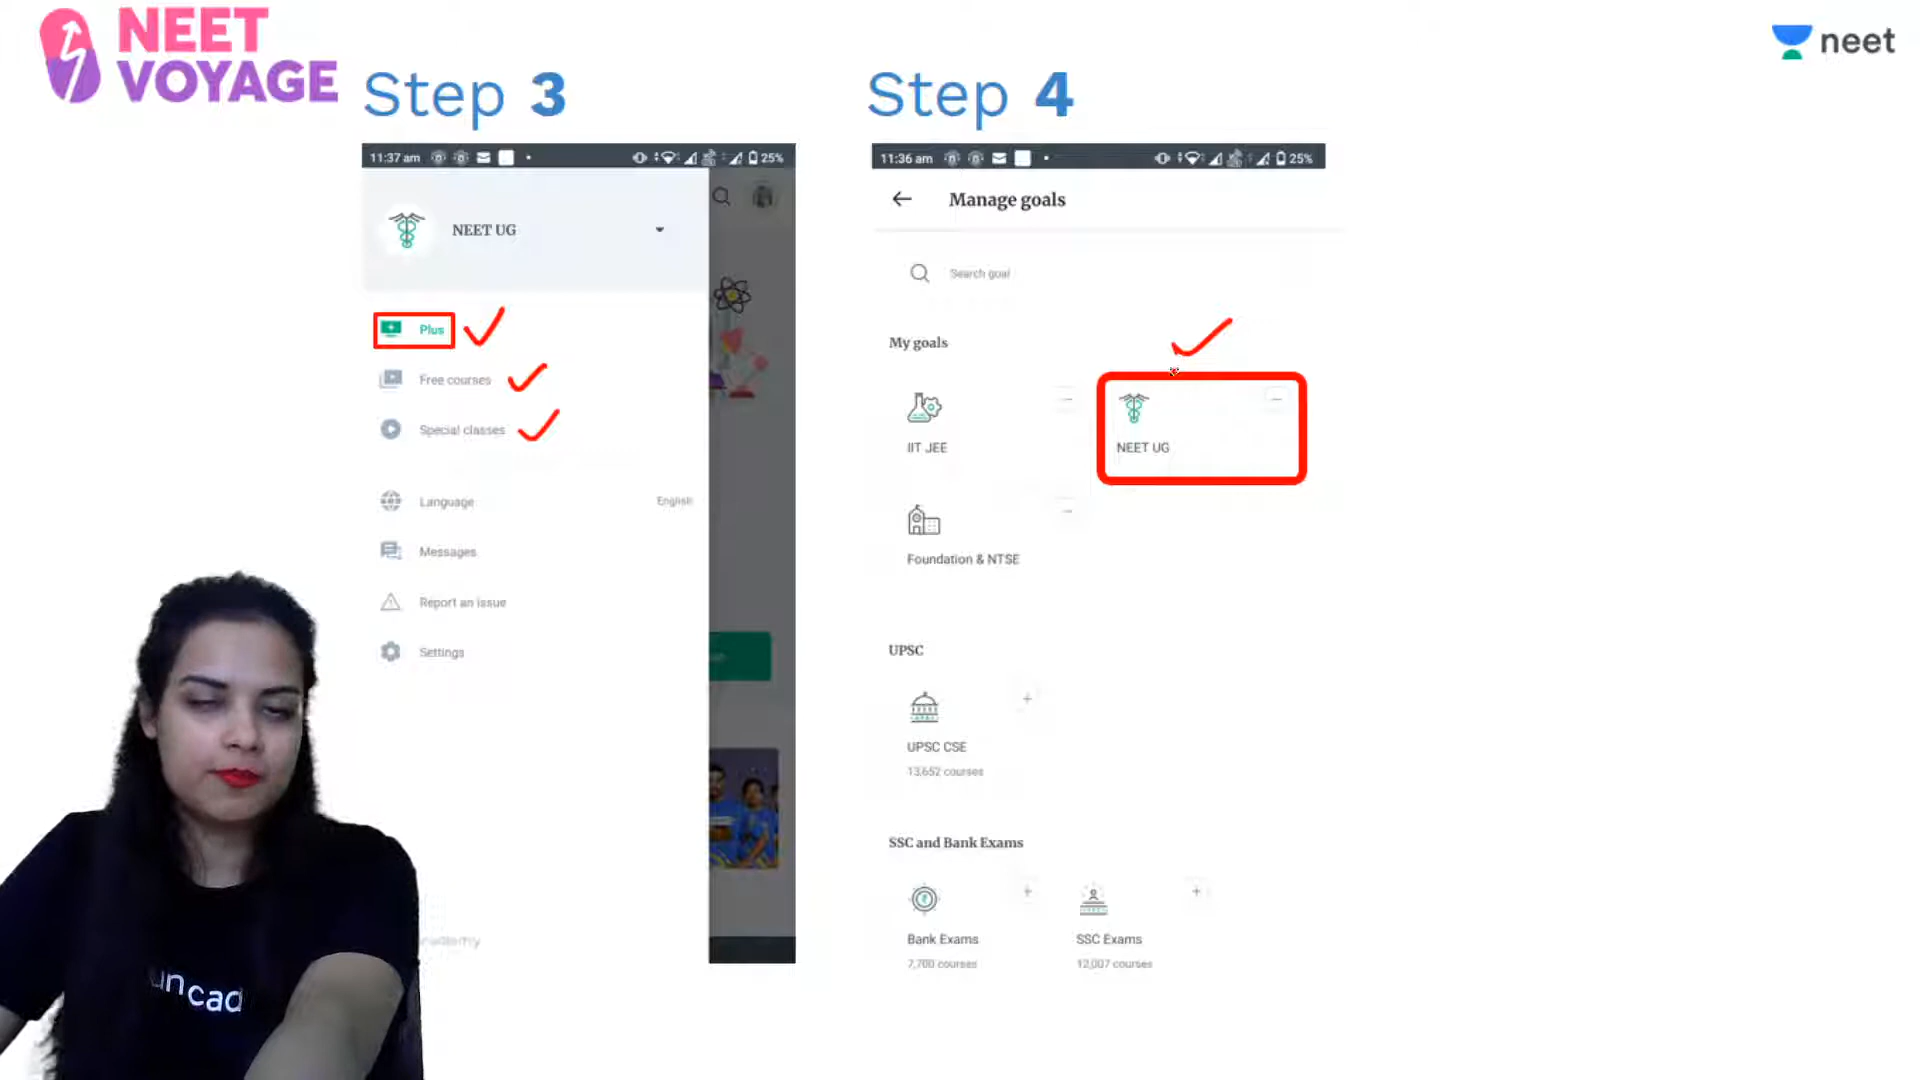 NEET
VOYAGE
neet
Step 3
Step 4
11:37 am
25%
NEET UG
Plus
Free courses
Special classes
Language
English
Messages
Report an issue
Settings
11:36 am
25%
Manage goals
Search goal
My goals
IIT JEE
NEET UG
Foundation & NTSE
UPSC
UPSC CSE
13,652 courses
SSC and Bank Exams
Bank Exams
SSC Exams
7,700 courses
12,007 courses
uncad